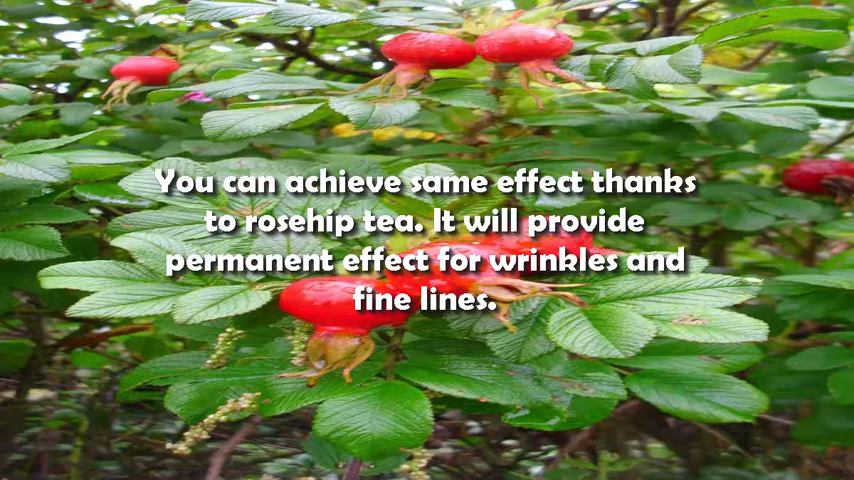 You can achieve same effect thanks
to rosehip tea. It will provide
permanent effect for wrinkles and
fine lines.